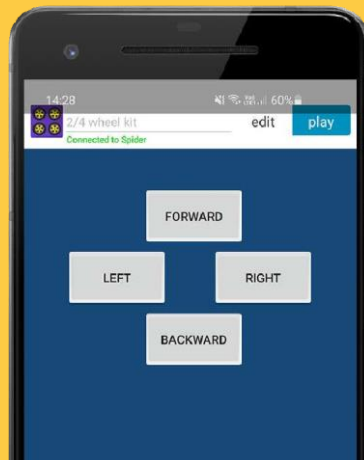 14:28 60%
2/4 wheel kit edit play
Connected to Spider
FORWARD
LEFT RIGHT
BACKWARD